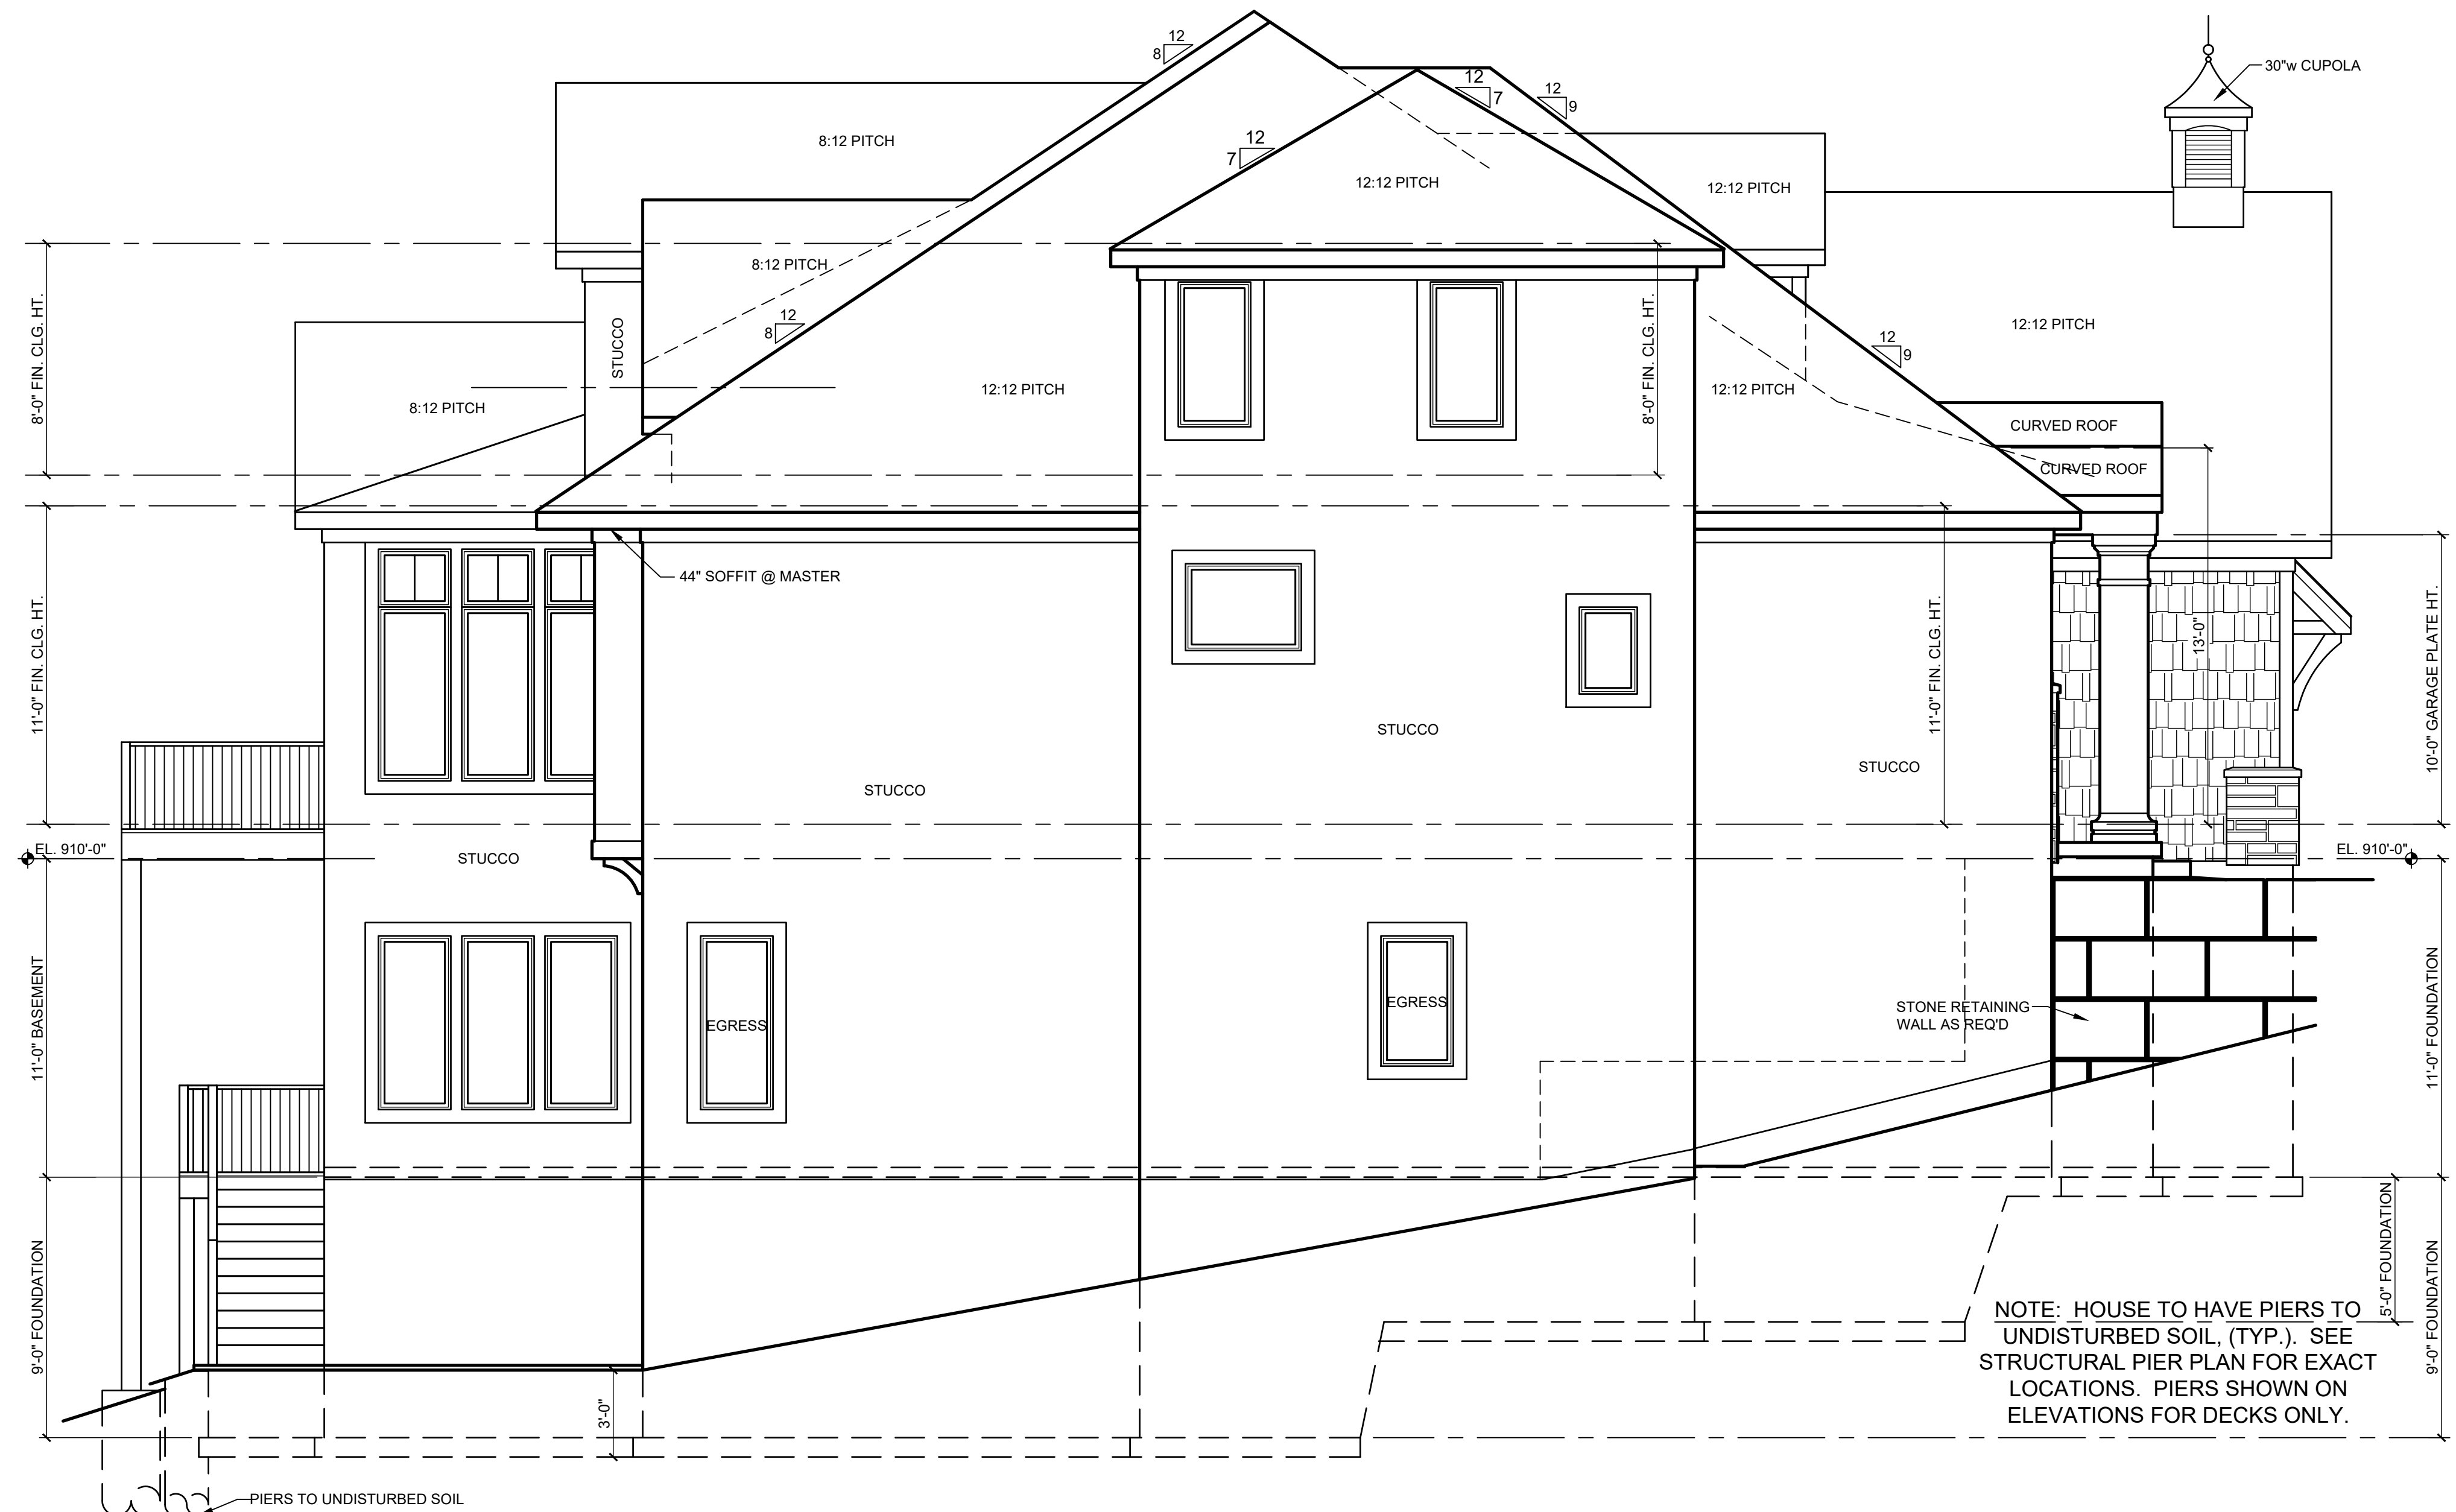 12
8
30"w CUPOLA
12
7
12
9
8:12 PITCH
12
7
12:12 PITCH
12:12 PITCH
8:12 PITCH
8'-0" FIN. CLG. HT.
STUCCO
12
8
8'-0" FIN. CLG. HT.
12:12 PITCH
12
9
8:12 PITCH
12:12 PITCH
12:12 PITCH
CURVED ROOF
CURVED ROOF
44" SOFFIT @ MASTER
11'-0" FIN. CLG. HT.
11'-0" FIN. CLG. HT.
13'-0"
10'-0" GARAGE PLATE HT.
STUCCO
STUCCO
STUCCO
EL. 910'-0"
STUCCO
EL. 910'-0"
11'-0" BASEMENT
EGRESS
EGRESS
STONE RETAINING
WALL AS REQ'D
11'-0" FOUNDATION
9'-0" FOUNDATION
5'-0" FOUNDATION
9'-0" FOUNDATION
NOTE: HOUSE TO HAVE PIERS TO
UNDISTURBED SOIL, (TYP.). SEE
STRUCTURAL PIER PLAN FOR EXACT
LOCATIONS. PIERS SHOWN ON
ELEVATIONS FOR DECKS ONLY.
3'-0"
PIERS TO UNDISTURBED SOIL